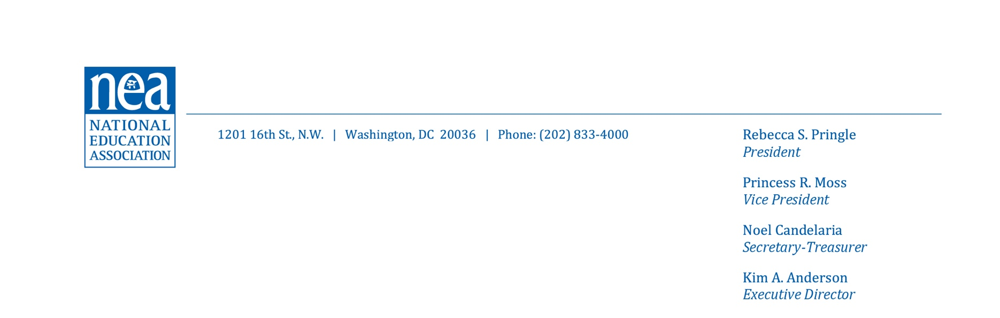 nea
NATIONAL
EDUCATION
ASSOCIATION
1201 16th St., N.W. | Washington, DC 20036 | Phone: (202) 833-4000
Rebecca S. Pringle
President
Princess R. Moss
Vice President
Noel Candelaria
Secretary-Treasurer
Kim A. Anderson
Executive Director